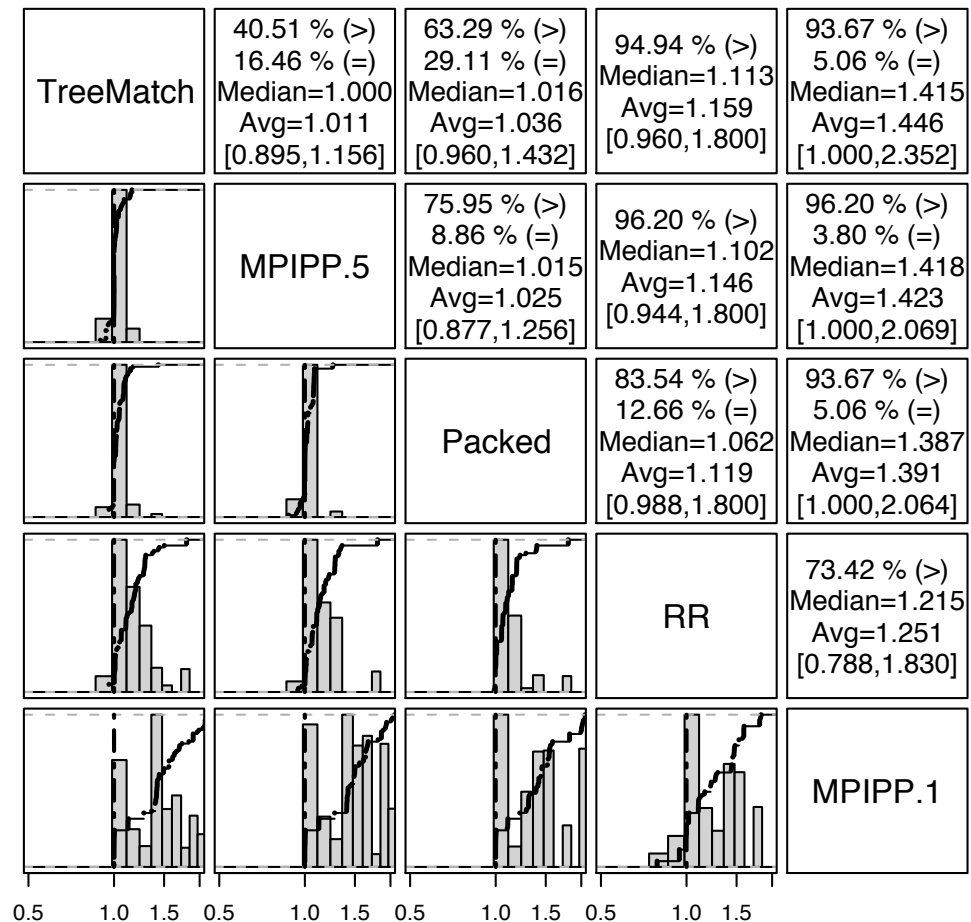 TreeMatch
40.51 % (>)
16.46 % (=)
Median=1.000
Avg=1.011
[0.895,1.156]
63.29 % (>)
29.11 % (=)
Median=1.016
Avg=1.036
[0.960,1.432]
94.94 % (>)
Median=1.113
Avg=1.159
[0.960,1.800]
93.67 % (>)
5.06 % (=)
Median=1.415
Avg=1.446
[1.000,2.352]
MPIPP.5
75.95 % (>)
8.86 % (=)
Median=1.015
Avg=1.025
[0.877,1.256]
96.20 % (>)
Median=1.102
Avg=1.146
[0.944,1.800]
96.20 % (>)
3.80 % (=)
Median=1.418
Avg=1.423
[1.000,2.069]
Packed
83.54 % (>)
12.66 % (=)
Median=1.062
Avg=1.119
[0.988,1.800]
93.67 % (>)
5.06 % (=)
Median=1.387
Avg=1.391
[1.000,2.064]
RR
73.42 % (>)
Median=1.215
Avg=1.251
[0.788,1.830]
MPIPP.1
0.5 1.0 1.5
0.5 1.0 1.5
0.5 1.0 1.5
0.5 1.0 1.5